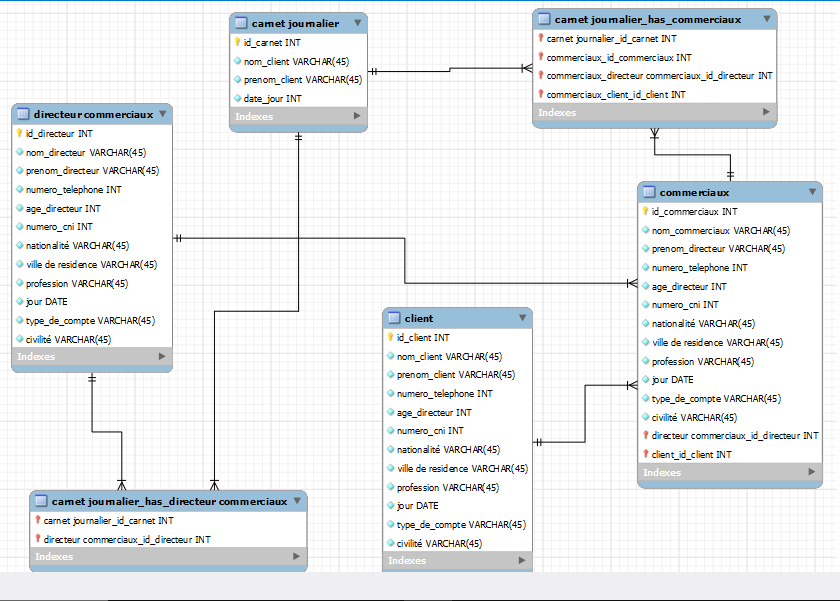 carnet journalier
id_carnet INT
nom_client VARCHAR(45)
prenom_client VARCHAR(45)
date_jour INT
Indexes
carnet journalier_has_commerciaux
carnet journalier_id_carnet INT
commerciaux_id_commerciaux INT
commerciaux_directeur commerciaux_id_directeur INT
commerciaux_client_id_client INT
Indexes
directeur commerciaux
id_directeur INT
nom_directeur VARCHAR(45)
prenom_directeur VARCHAR(45)
numero_telephone INT
age_directeur INT
numero_cni INT
nationalité VARCHAR(45)
ville de residence VARCHAR(45)
profession VARCHAR(45)
jour DATE
type_de_compte VARCHAR(45)
civilité VARCHAR(45)
Indexes
commerciaux
id_commerciaux INT
nom_commerciaux VARCHAR(45)
prenom_directeur VARCHAR(45)
numero_telephone INT
age_directeur INT
numero_cni INT
nationalité VARCHAR(45)
ville de residence VARCHAR(45)
profession VARCHAR(45)
jour DATE
type_de_compte VARCHAR(45)
civilité VARCHAR(45)
directeur commerciaux_id_directeur INT
client_id_client INT
Indexes
client
id_client INT
nom_client VARCHAR(45)
prenom_client VARCHAR(45)
numero_telephone INT
age_directeur INT
numero_cni INT
nationalité VARCHAR(45)
ville de residence VARCHAR(45)
profession VARCHAR(45)
jour DATE
type_de_compte VARCHAR(45)
civilité VARCHAR(45)
Indexes
carnet journalier_has_directeur commerciaux
carnet journalier_id_carnet INT
directeur commerciaux_id_directeur INT
Indexes